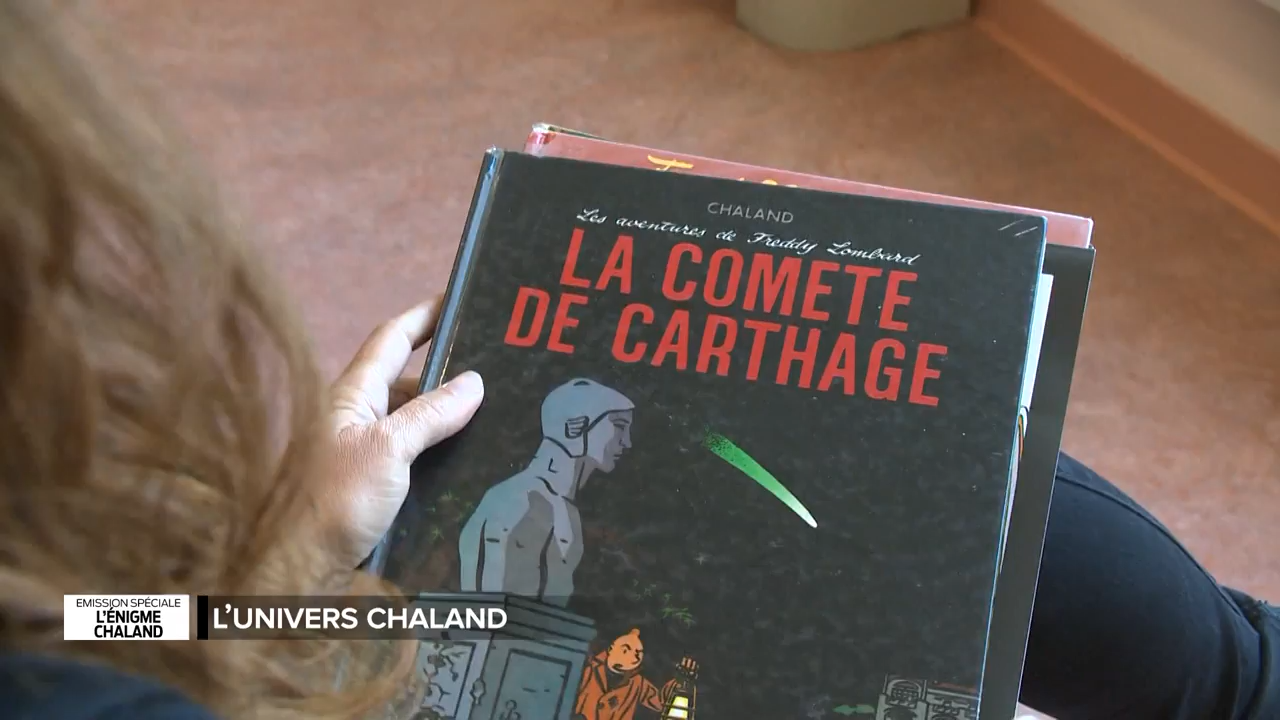 CHALAND
Les aventures de Freddy Lombard
LA COMETE
DE CARTHAGE
EMISSION SPÉCIALE
L'ÉNIGME
CHALAND
L'UNIVERS CHALAND